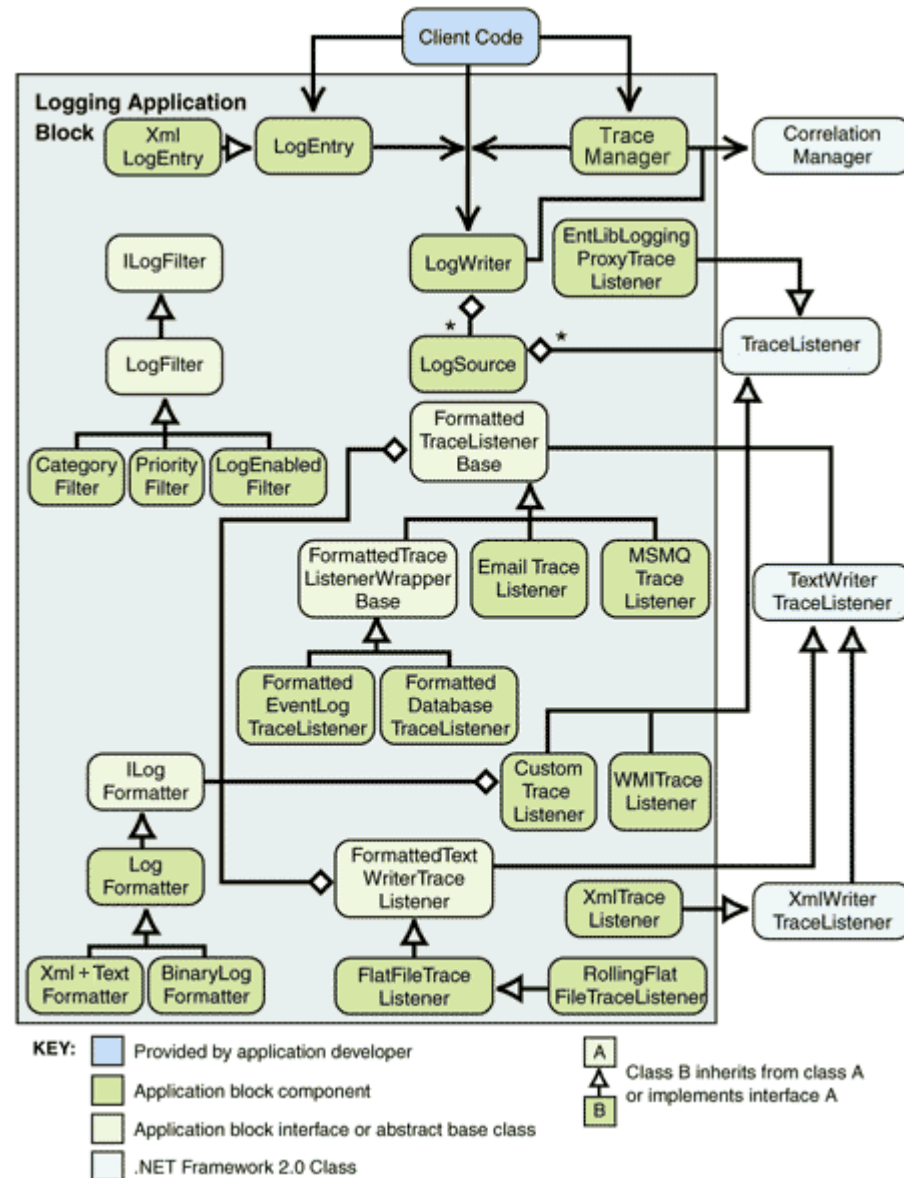 Client Code
Logging Application
Block
Xml
LogEntry
LogEntry
Trace
Manager
Correlation
Manager
ILogFilter
LogWriter
EntLibLogging
ProxyTrace
Listener
*
*
LogFilter
LogSource
TraceListener
Formatted
TraceListener
Base
Category
Filter
Priority
Filter
LogEnabled
Filter
FormattedTrace
ListenerWrapper
Base
Email Trace
Listener
MSMQ
Trace
Listener
TextWriter
TraceListener
Formatted
EventLog
TraceListener
Formatted
Database
TraceListener
ILog
Formatter
Custom
Trace
Listener
WMITrace
Listener
Log
Formatter
FormattedText
WriterTrace
Listener
XmlTrace
Listener
XmlWriter
TraceListener
Xml + Text
Formatter
BinaryLog
Formatter
FlatFileTrace
Listener
RollingFlat
FileTraceListener
KEY:
Provided by application developer
Application block component
Application block interface or abstract base class
.NET Framework 2.0 Class
A
B
Class B inherits from class A
or implements interface A